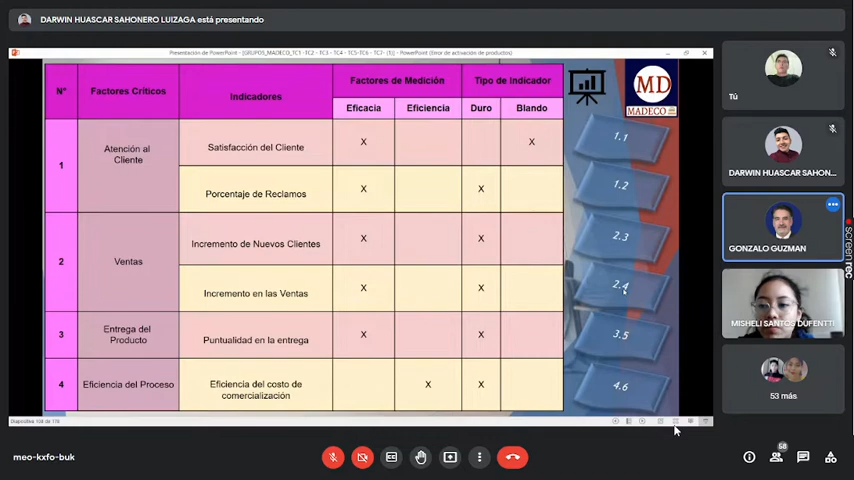 DARWIN HUASCAR SAHONERO LUIZAGA está presentando
Presentación de PowerPoint - [GRUPOS_MADECO_TC1 -TC2 - TC3 - TC4 - TC5-TC6 - TC7- (1)] - PowerPoint (Error de activación de productos)
N° Factores Críticos Indicadores Factores de Medición Tipo de Indicador
Eficacia Eficiencia Duro Blando
1 Atención al Cliente Satisfacción del Cliente X X
Porcentaje de Reclamos X X
2 Ventas Incremento de Nuevos Clientes X X
Incremento en las Ventas X X
3 Entrega del Producto Puntualidad en la entrega X X
4 Eficiencia del Proceso Eficiencia del costo de comercialización X X
MD
MADECO
1.1
1.2
2.3
2.4
3.5
4.6
Tú
DARWIN HUASCAR SAHON...
GONZALO GUZMAN
MISHELI SANTOS DUFENTTI
53 más
screen rec
meo-kxfo-buk
58